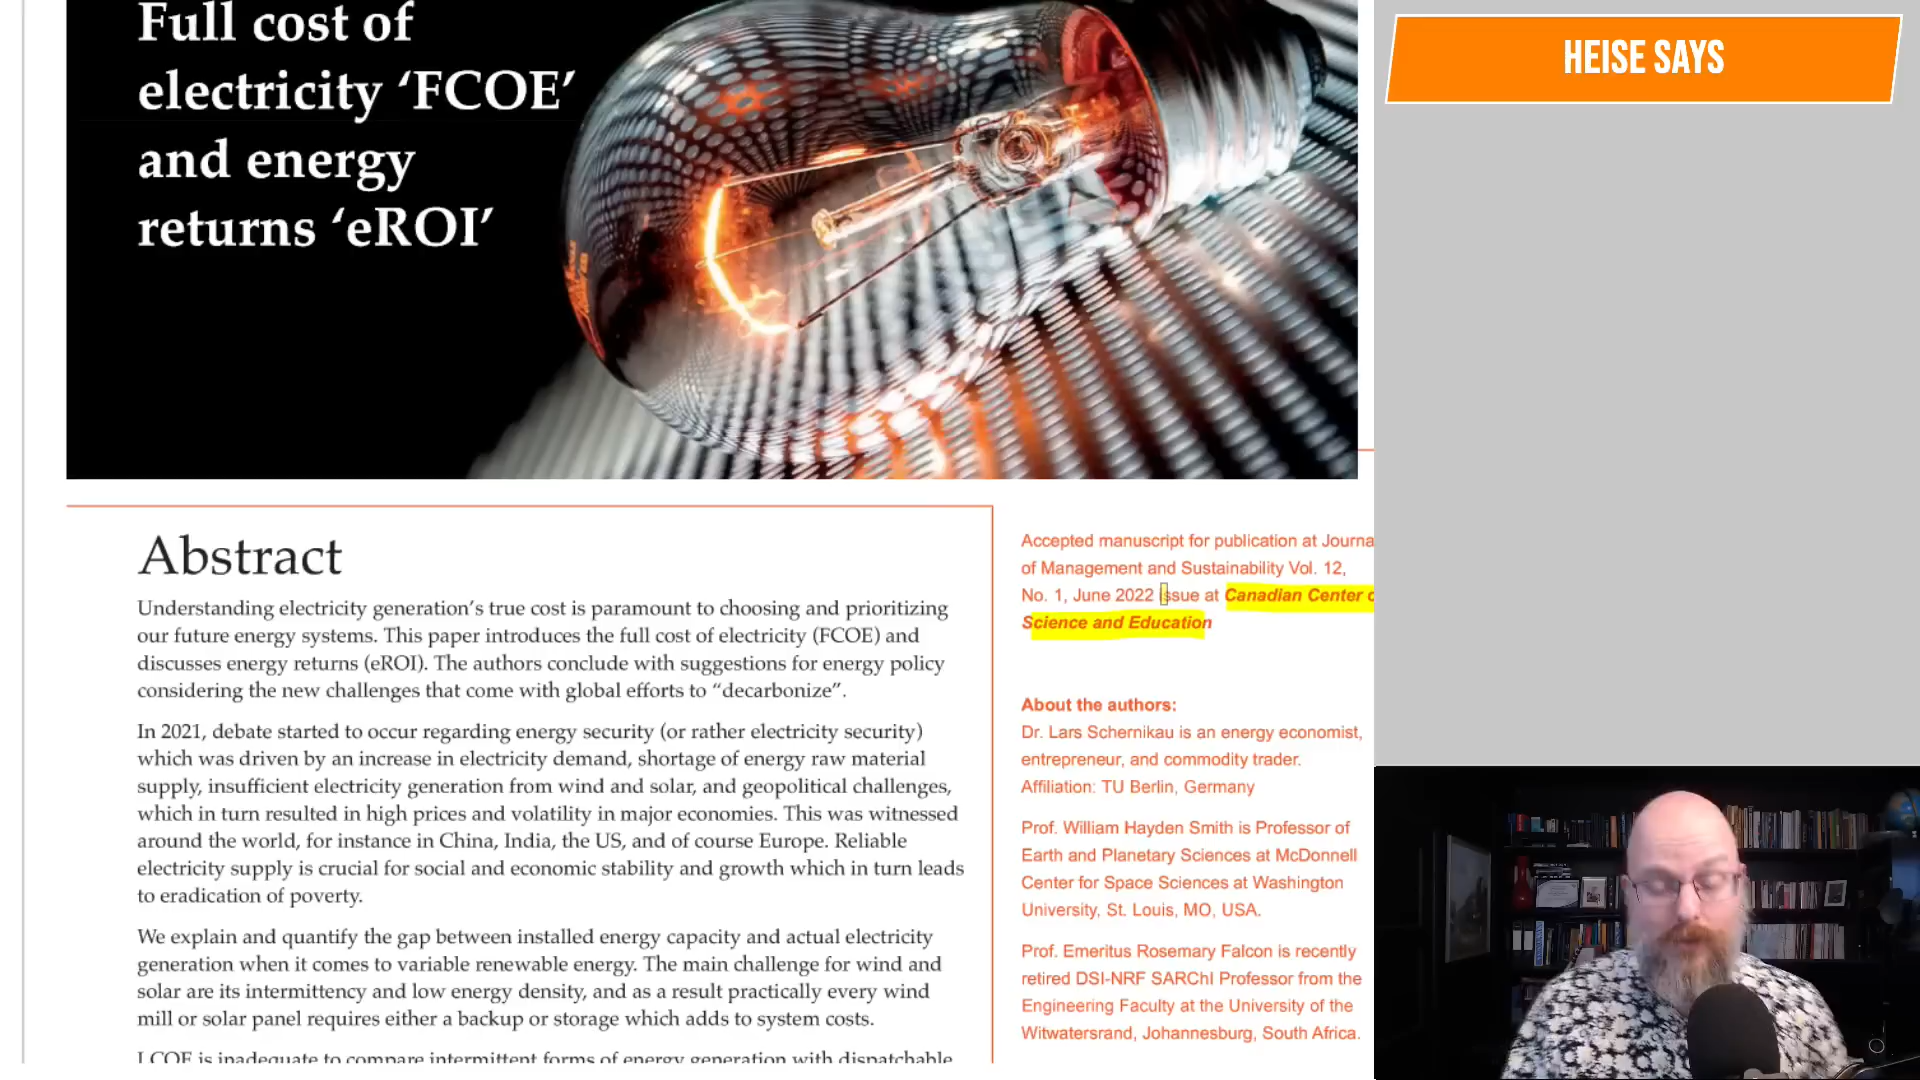 Full cost of
electricity ‘FCOE’
and energy
returns ‘eROI’
HEISE SAYS
Abstract
Understanding electricity generation’s true cost is paramount to choosing and prioritizing
our future energy systems. This paper introduces the full cost of electricity (FCOE) and
discusses energy returns (eROI). The authors conclude with suggestions for energy policy
considering the new challenges that come with global efforts to “decarbonize”.
In 2021, debate started to occur regarding energy security (or rather electricity security)
which was driven by an increase in electricity demand, shortage of energy raw material
supply, insufficient electricity generation from wind and solar, and geopolitical challenges,
which in turn resulted in high prices and volatility in major economies. This was witnessed
around the world, for instance in China, India, the US, and of course Europe. Reliable
electricity supply is crucial for social and economic stability and growth which in turn leads
to eradication of poverty.
We explain and quantify the gap between installed energy capacity and actual electricity
generation when it comes to variable renewable energy. The main challenge for wind and
solar are its intermittency and low energy density, and as a result practically every wind
mill or solar panel requires either a backup or storage which adds to system costs.
LCOE is inadequate to compare intermittent forms of energy generation with dispatchable
Accepted manuscript for publication at Journa
of Management and Sustainability Vol. 12,
No. 1, June 2022 issue at Canadian Center o
Science and Education
About the authors:
Dr. Lars Schernikau is an energy economist,
entrepreneur, and commodity trader.
Affiliation: TU Berlin, Germany
Prof. William Hayden Smith is Professor of
Earth and Planetary Sciences at McDonnell
Center for Space Sciences at Washington
University, St. Louis, MO, USA.
Prof. Emeritus Rosemary Falcon is recently
retired DSI-NRF SARChI Professor from the
Engineering Faculty at the University of the
Witwatersrand, Johannesburg, South Africa.